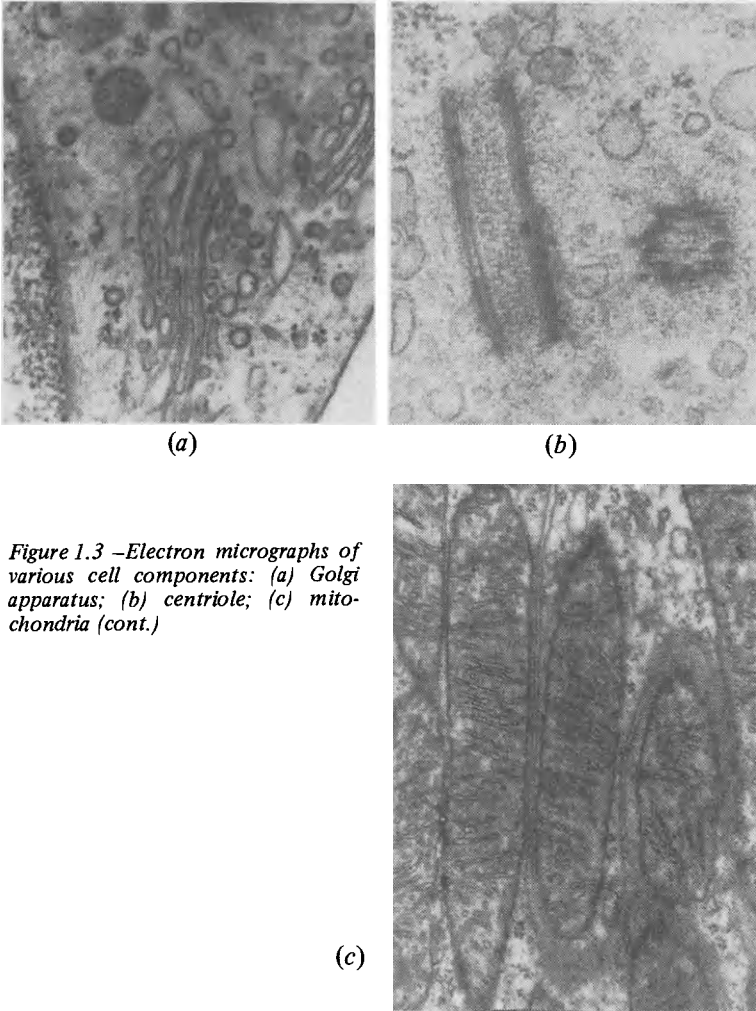 (a)
(b)
Figure 1.3 –Electron micrographs of
various cell components: (a) Golgi
apparatus; (b) centriole; (c) mito-
chondria (cont.)
(c)